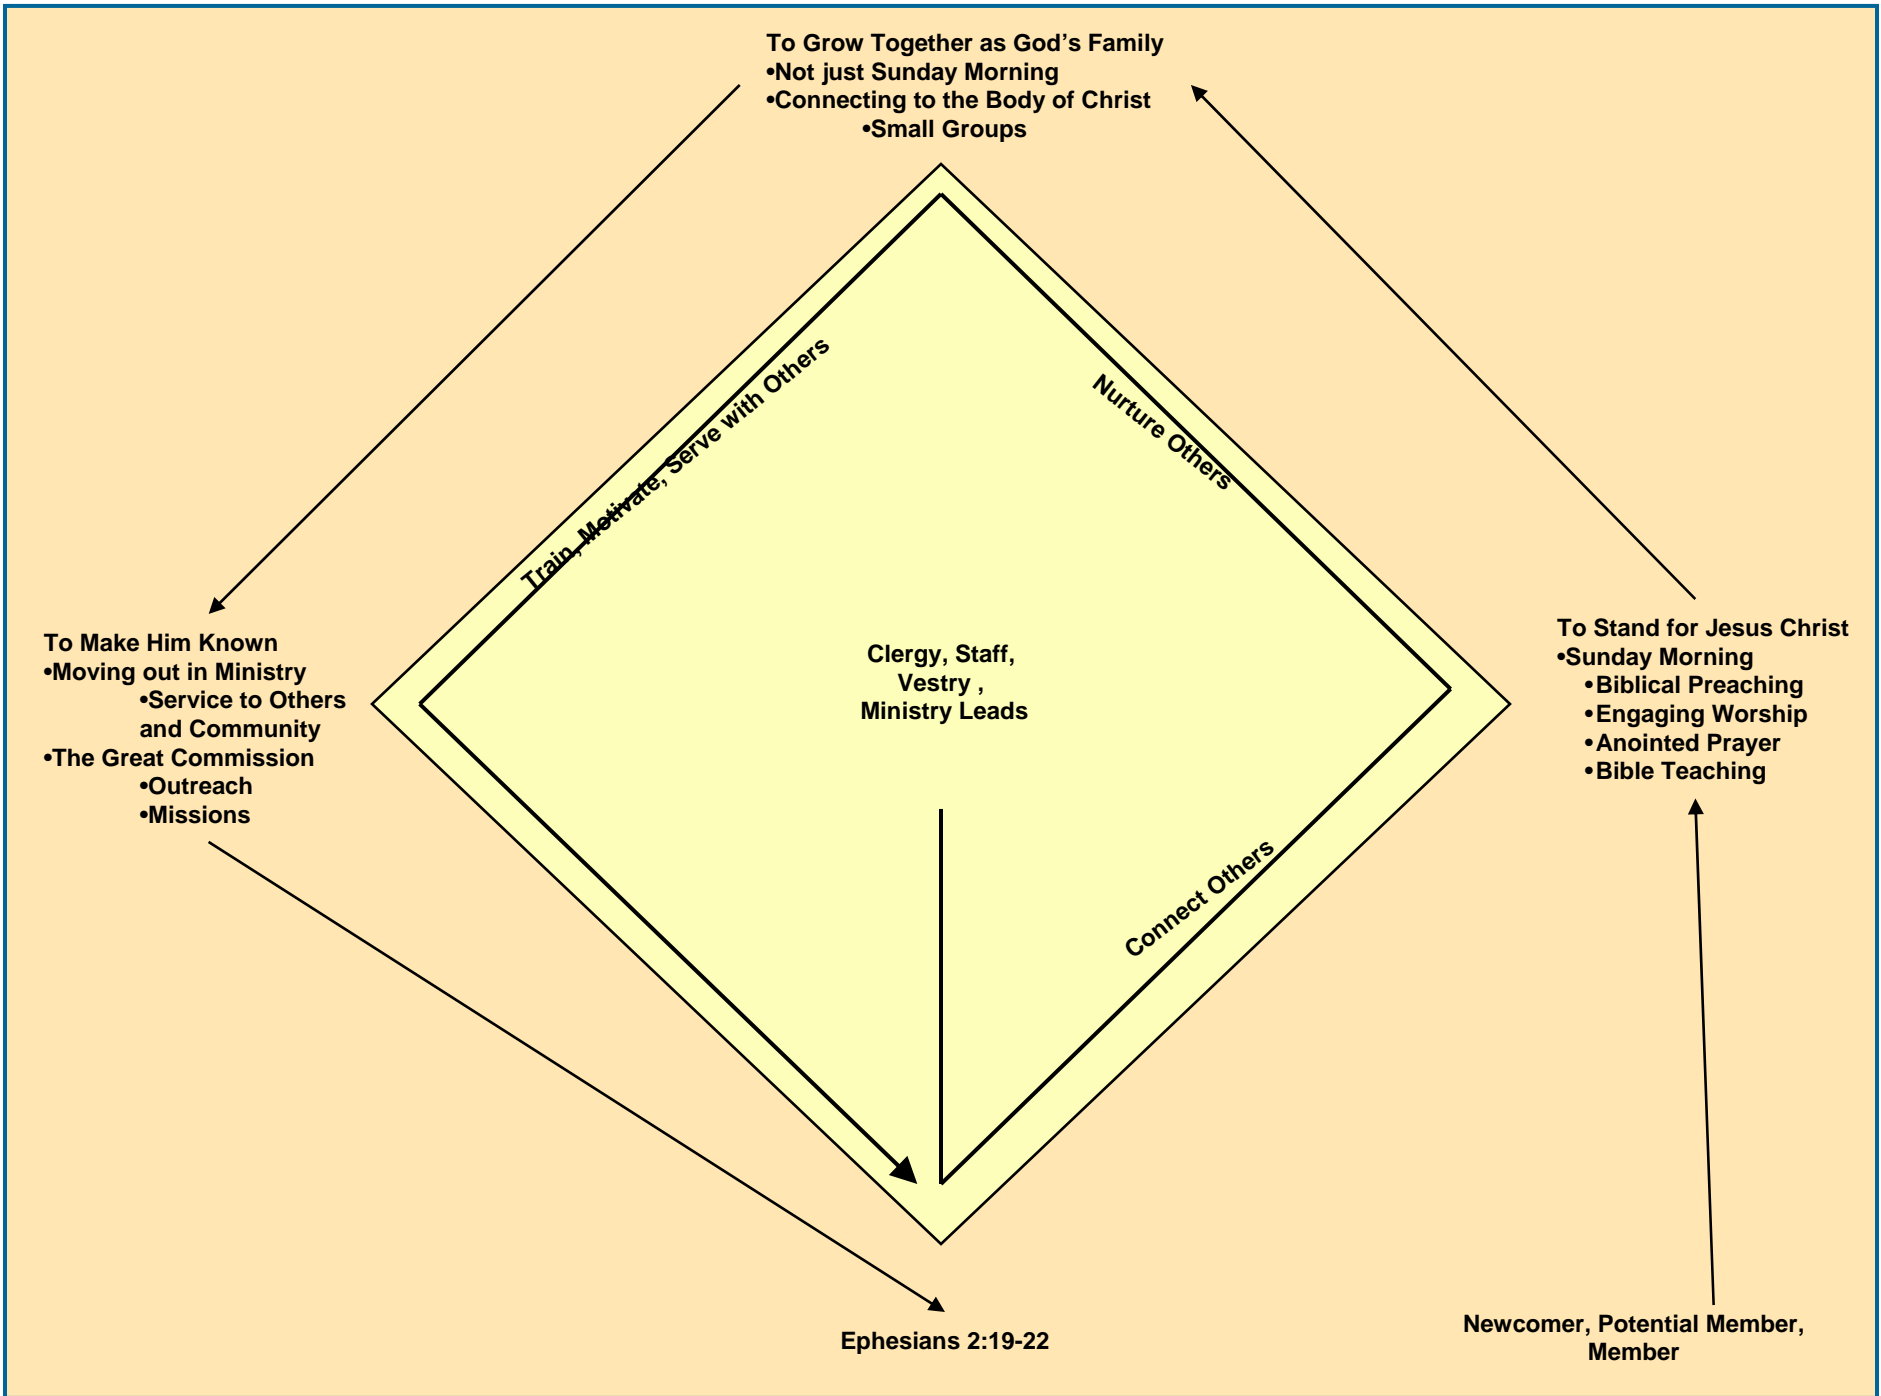 To Grow Together as God’s Family
•Not just Sunday Morning
•Connecting to the Body of Christ
•Small Groups
Train, Motivate, Serve with Others
Nurture Others
To Make Him Known
•Moving out in Ministry
•Service to Others
and Community
•The Great Commission
•Outreach
•Missions
Clergy, Staff,
Vestry ,
Ministry Leads
To Stand for Jesus Christ
•Sunday Morning
•Biblical Preaching
•Engaging Worship
•Anointed Prayer
•Bible Teaching
Connect Others
Ephesians 2:19-22
Newcomer, Potential Member,
Member